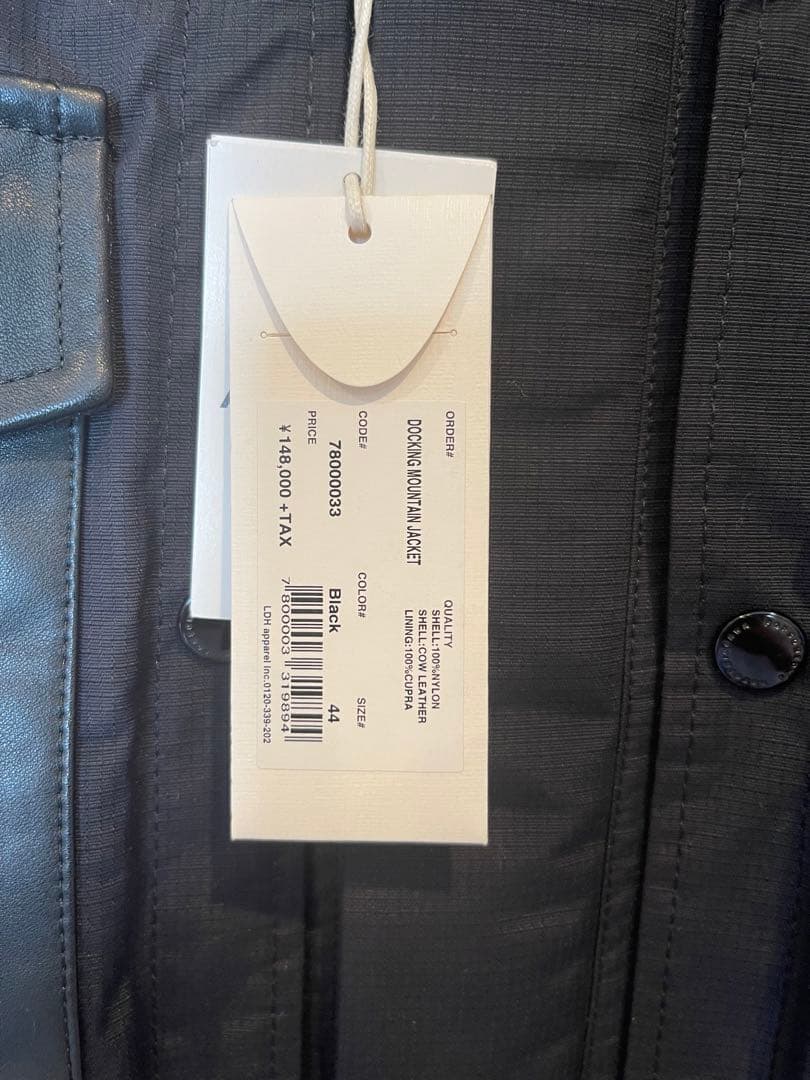 ORDER#
DOCKING MOUNTAIN JACKET
QUALITY
SHELL:100%NYLON
SHELL:COW LEATHER
LINING:100%CUPRA
CODE#
78000033
COLOR#
Black
SIZE#
44
PRICE
¥148,000 +TAX
7 800003 319894
LDH apparel Inc.0120-339-202